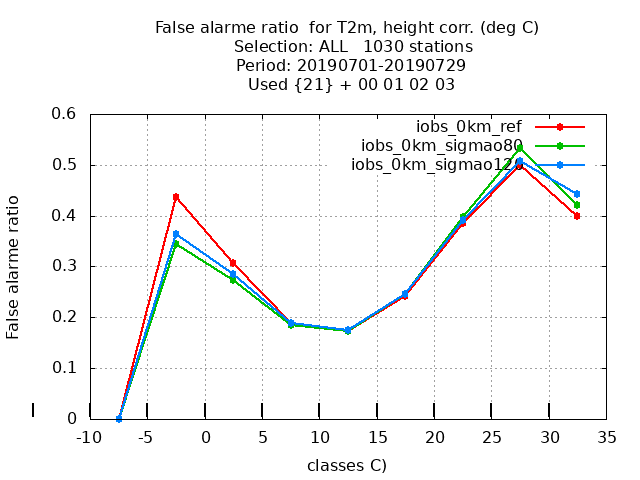 False alarme ratio  for T2m, height corr. (deg C)
Selection: ALL   1030 stations
Period: 20190701-20190729
Used {21} + 00 01 02 03
iobs_0km_ref
iobs_0km_sigmao80
iobs_0km_sigmao120
False alarme ratio
0.6
0.5
0.4
0.3
0.2
0.1
0
-10 -5 0 5 10 15 20 25 30 35
classes C)